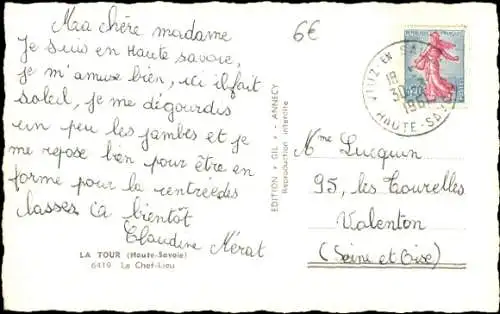 Ma chère madame
Je suis en Haute savoie,
je m'amuse bien, ici il fait
soleil, je me dégourdis
un peu les jambes et je
me repose bien pour être en
forme pour la rentrée des
classes à bientôt
Claudine Mérat
LA TOUR (Haute-Savoie)
6419 Le Chef-Lieu
EDITION • GIL • - ANNECY
Reproduction interdite
6€
HAUTE-SAVOIE
Mme Lucquin
95, les Tourelles
Valenton
(Seine et Oise)